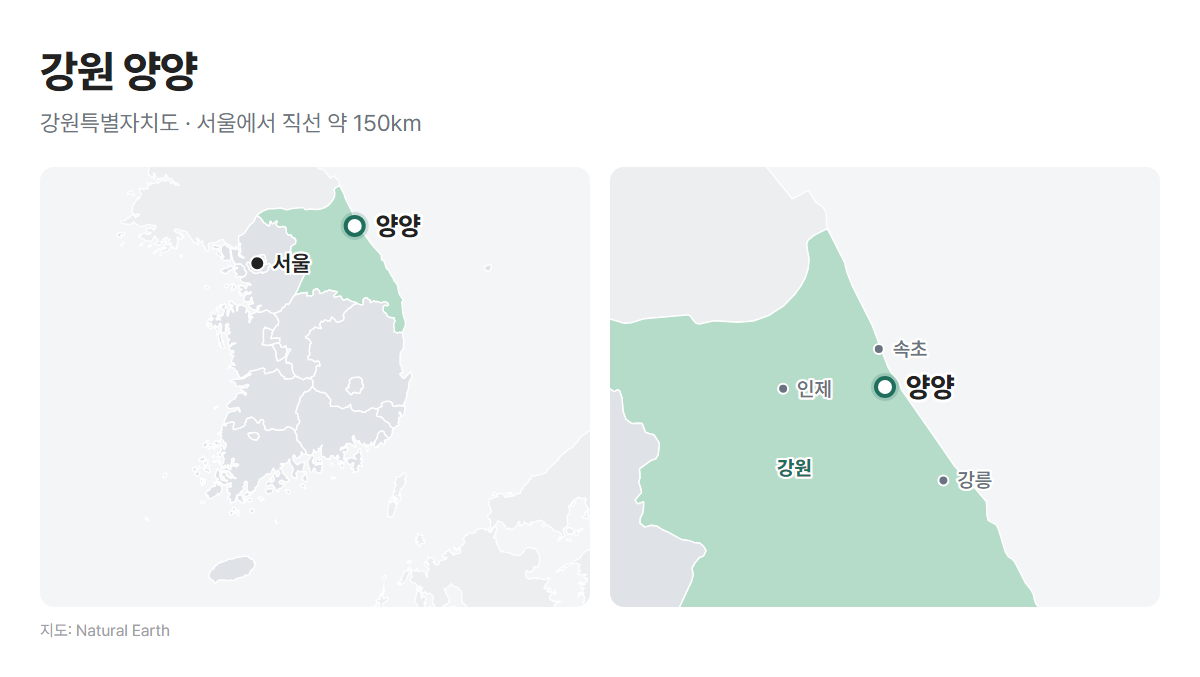 강원 양양
강원특별자치도 · 서울에서 직선 약 150km
양양
서울
속초
인제
양양
강원
강릉
지도: Natural Earth